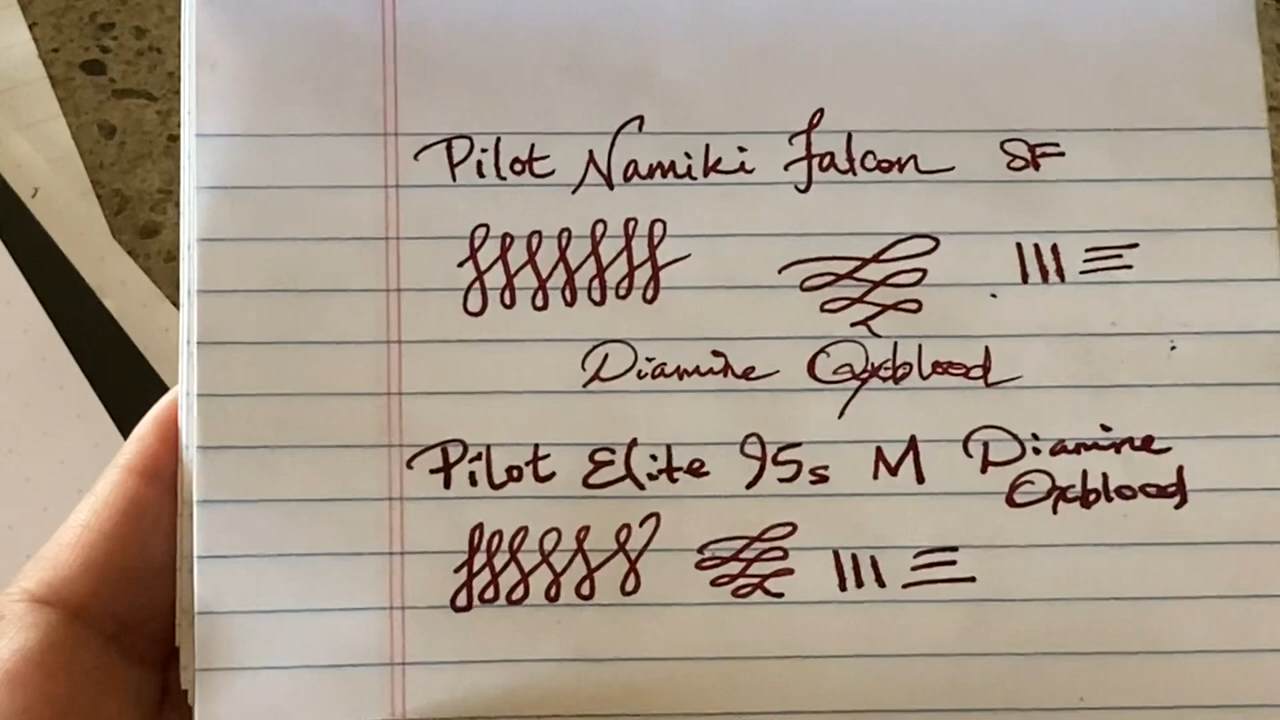 Pilot Namiki Falcon SF
Diamine Oxblood
Pilot Elite 95s M Diamine
Oxblood